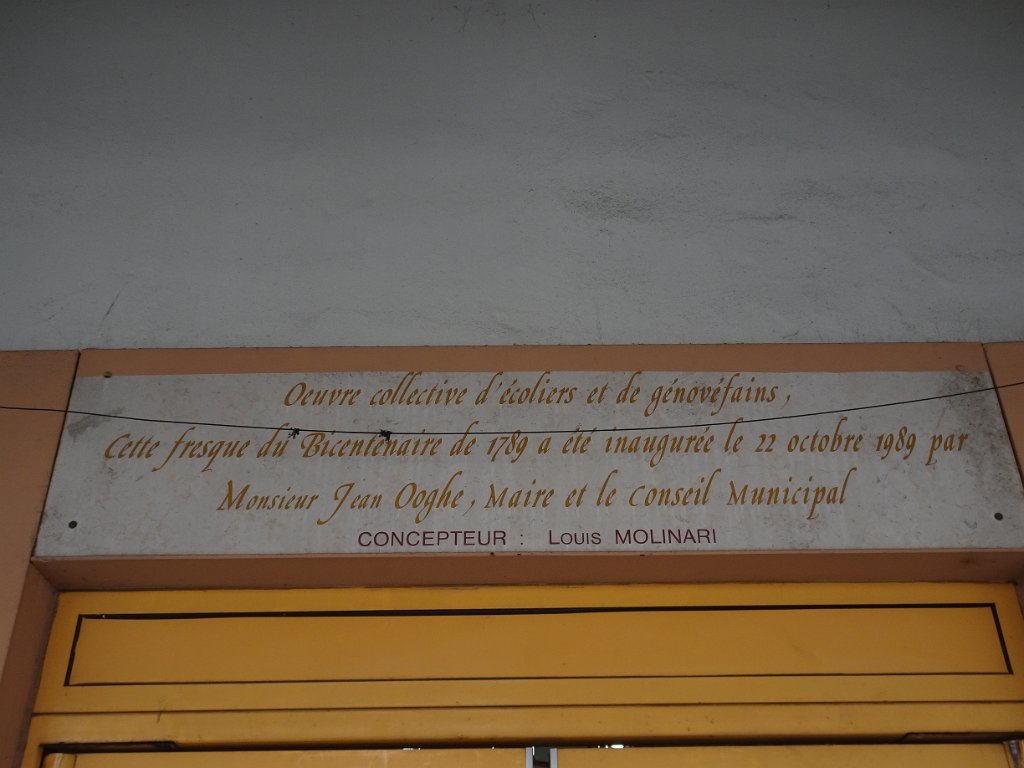 Oeuvre collective d'écoliers et de génovéfains,
Cette fresque du Bicentenaire de 1789 a été inaugurée le 22 octobre 1989 par
Monsieur Jean Ooghe, Maire et le Conseil Municipal
CONCEPTEUR : Louis MOLINARI